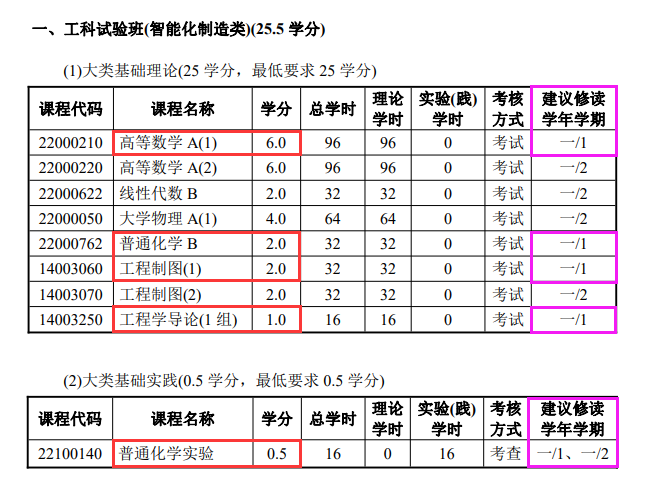 一、工科试验班(智能化制造类)(25.5 学分)
(1)大类基础理论(25 学分，最低要求 25 学分)
课程代码 课程名称 学分 总学时 理论学时 实验(践)学时 考核方式 建议修读学年学期
22000210 高等数学 A(1) 6.0 96 96 0 考试 一/1
22000220 高等数学 A(2) 6.0 96 96 0 考试 一/2
22000622 线性代数 B 2.0 32 32 0 考试 一/2
22000050 大学物理 A(1) 4.0 64 64 0 考试 一/2
22000762 普通化学 B 2.0 32 32 0 考试 一/1
14003060 工程制图(1) 2.0 32 32 0 考试 一/1
14003070 工程制图(2) 2.0 32 32 0 考试 一/2
14003250 工程学导论(1 组) 1.0 16 16 0 考试 一/1
(2)大类基础实践(0.5 学分，最低要求 0.5 学分)
课程代码 课程名称 学分 总学时 理论学时 实验(践)学时 考核方式 建议修读学年学期
22100140 普通化学实验 0.5 16 0 16 考查 一/1、一/2